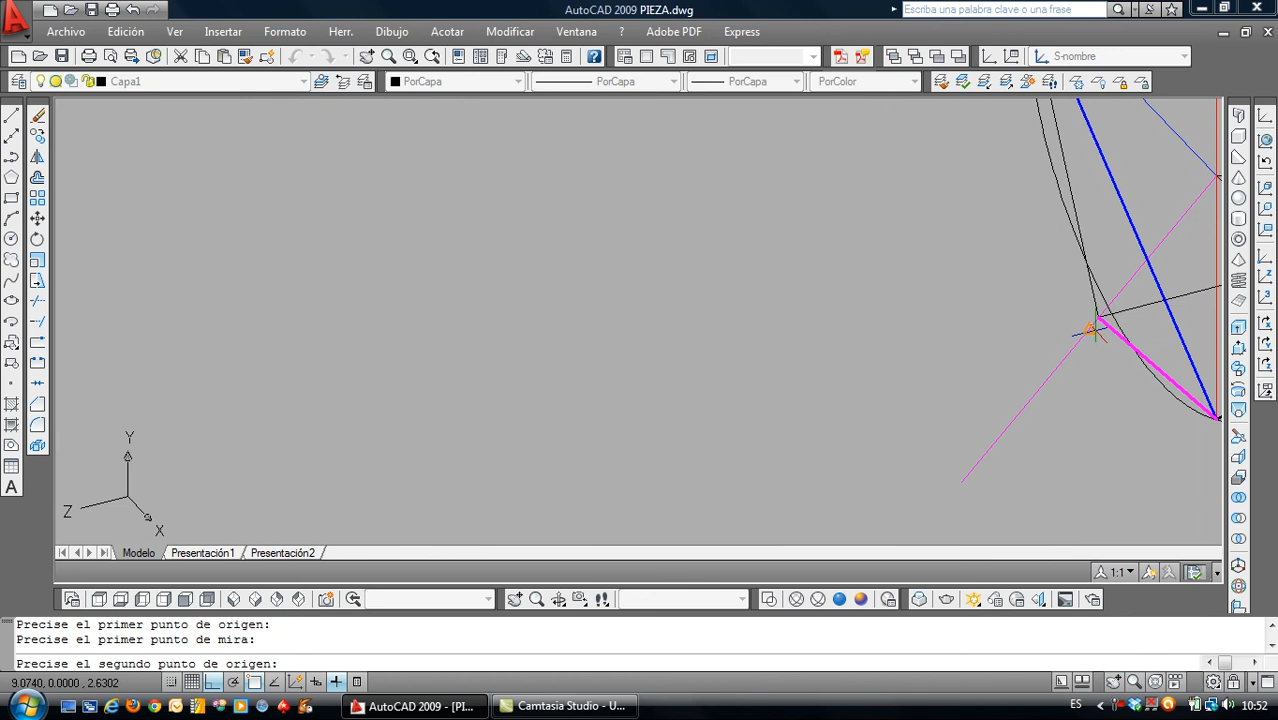 AutoCAD 2009 PIEZA.dwg
Escriba una palabra clave o una frase
Archivo Edición Ver Insertar Formato Herr. Dibujo Acotar Modificar Ventana ? Adobe PDF Express
S-nombre
Capa1 PorCapa PorCapa PorCapa PorColor
A
Y
Z
X
Modelo Presentación1 Presentación2
1:1
Precise el primer punto de origen:
Precise el primer punto de mira:
Precise el segundo punto de origen:
9.0740, 0.0000 , 2.6302
AutoCAD 2009 - [PI... Camtasia Studio - U... ES 10:52